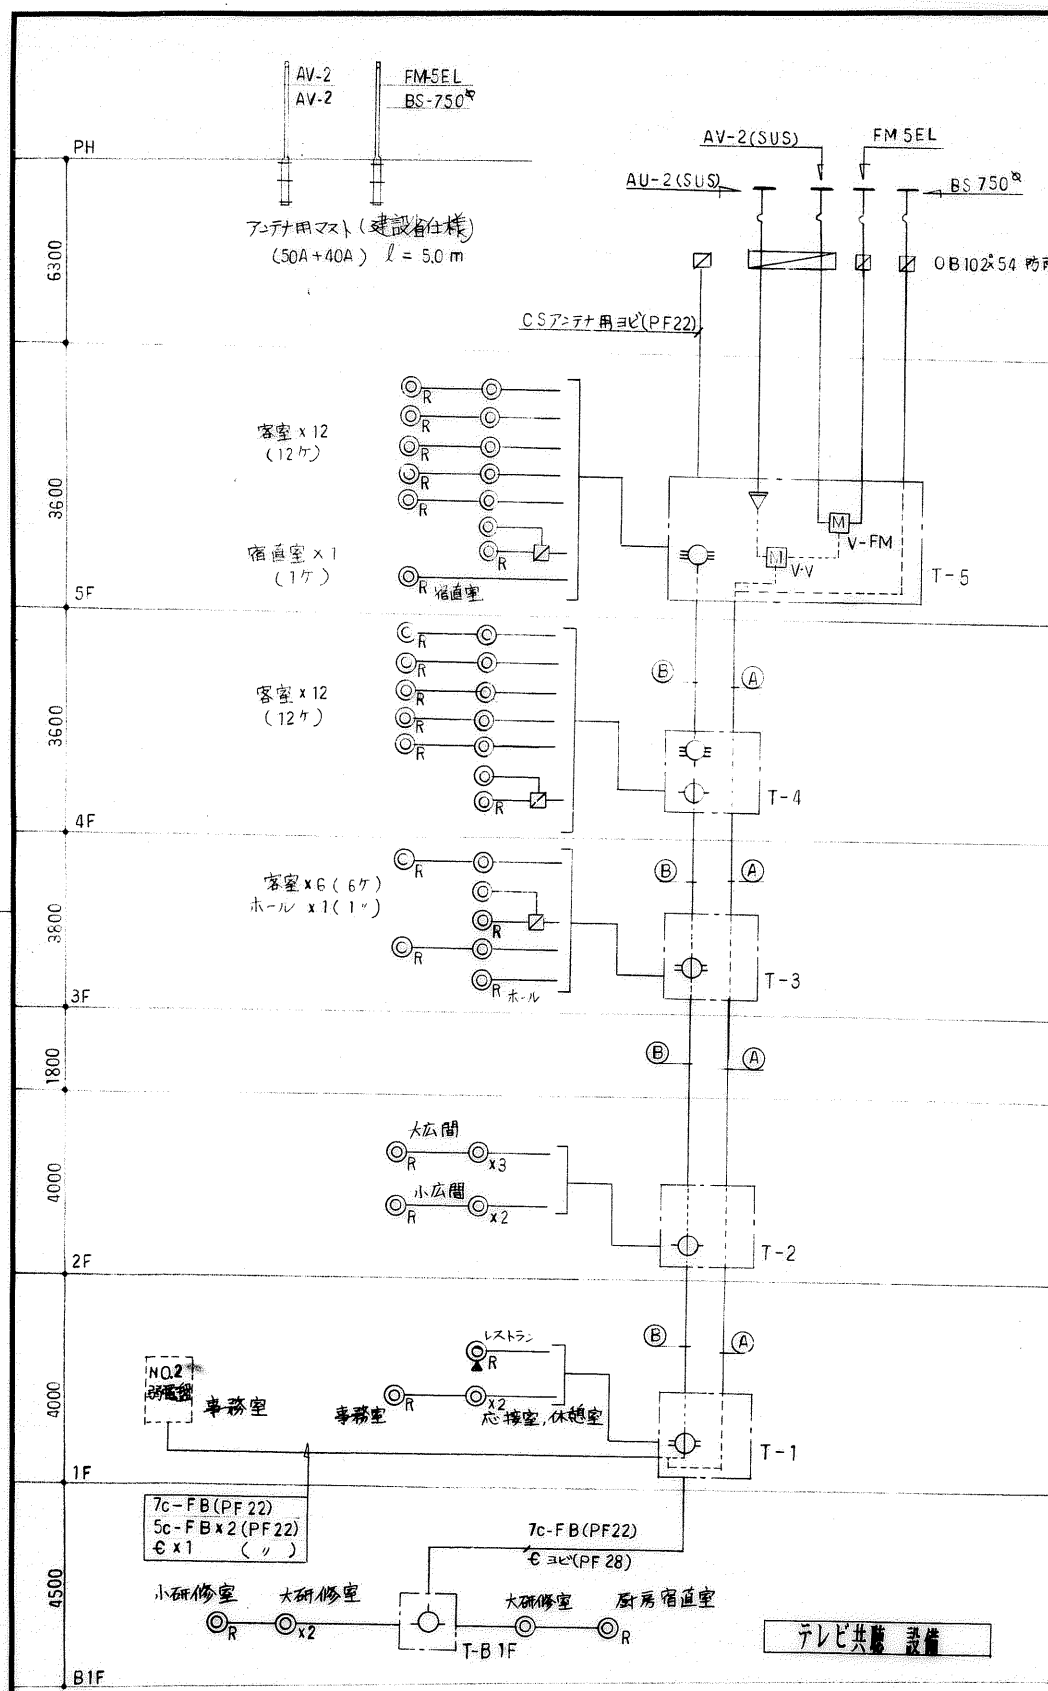 AV-2
AV-2
FM-5EL
BS-750φ
PH
アンテナ用マスト(建設省仕様)
(50A+40A) ℓ = 5.0 m
AV-2(SUS)
FM 5EL
AU-2(SUS)
BS 750φ
OB 102×54
6300
CSアンテナ用ヨビ(PF22)
客室×12
(12ケ)
R
R
R
R
R
R
宿直室×1
(1ケ)
R 宿直室
3600
M
V-FM
M
V-V
T-5
5F
B
A
客室×12
(12ケ)
R
R
R
R
R
R
3600
T-4
4F
B
A
客室×6(6ケ)
ホール ×1(1〃)
R
R
R
R ホール
3800
T-3
3F
1800
B
A
大広間
R
×3
小広間
R
×2
4000
T-2
2F
B
A
レストラン
R
NO.2
弱電盤
事務室
事務室
R
×2
応接室,休憩室
4000
T-1
1F
7c-FB(PF22)
5c-FB×2(PF22)
€×1 (〃)
7c-FB(PF22)
€ヨビ(PF28)
小研修室
大研修室
大研修室
厨房宿直室
R
×2
R
T-B1F
4500
B1F
テレビ共聴 設備